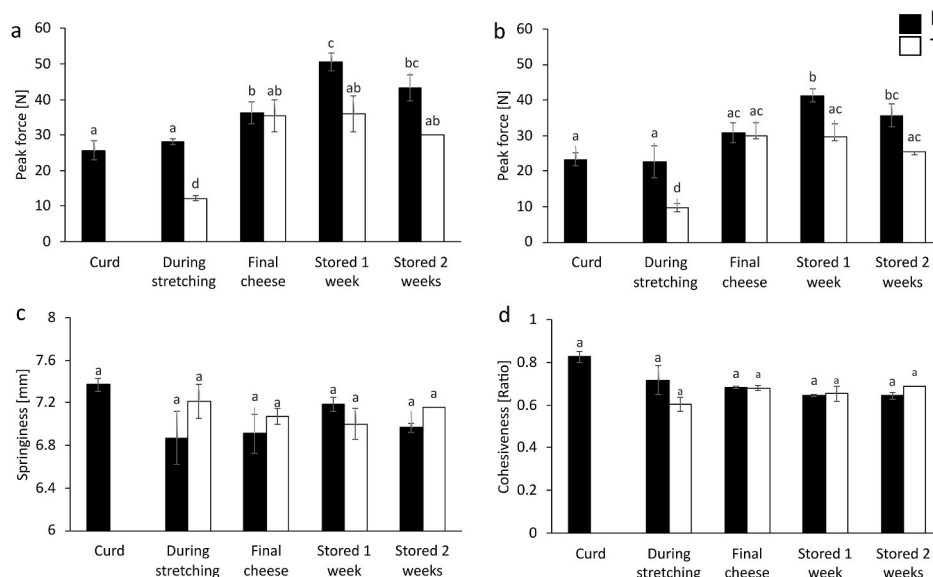 a
60
50
40
30
20
10
0
Peak force [N]
a
a
d
b
ab
c
ab
bc
ab
Curd
During stretching
Final cheese
Stored 1 week
Stored 2 weeks
b
60
50
40
30
20
10
0
Peak force [N]
a
a
d
ac
ac
b
ac
bc
ac
Curd
During stretching
Final cheese
Stored 1 week
Stored 2 weeks
c
8
7.6
7.2
6.8
6.4
6
Springiness [mm]
a
a
a
a
a
a
a
a
a
Curd
During stretching
Final cheese
Stored 1 week
Stored 2 weeks
d
1
0.8
0.6
0.4
0.2
0
Cohesiveness [Ratio]
a
a
a
a
a
a
a
a
a
Curd
During stretching
Final cheese
Stored 1 week
Stored 2 weeks